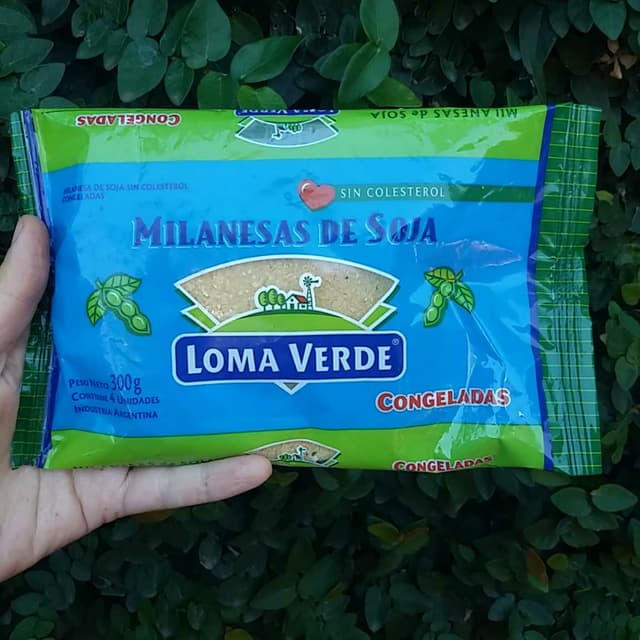 CONGELADAS
MILANESAS de SOJA
MILANESA DE SOJA SIN COLESTEROL
CONGELADAS
SIN COLESTEROL
MILANESAS DE SOJA
LOMA VERDE®
PESO NETO 300g
CONTIENE 4 UNIDADES
INDUSTRIA ARGENTINA
CONGELADAS
CONGELADAS